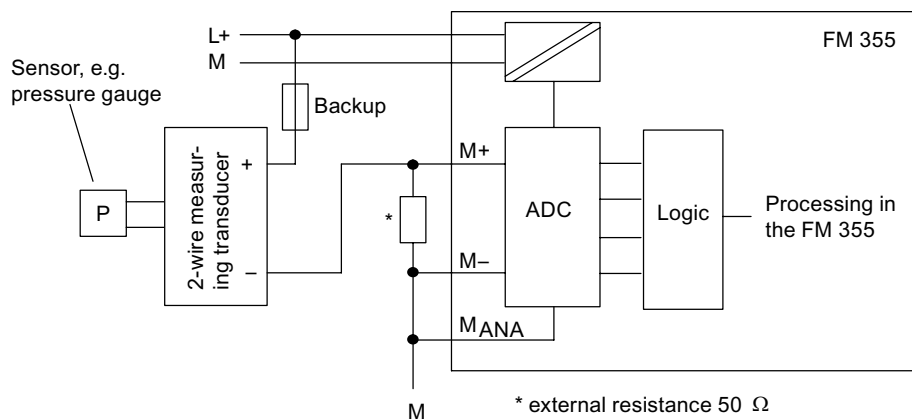 L+
M
FM 355
Sensor, e.g.
pressure gauge
Backup
P
2-wire measur-
ing transducer
+
–
*
M+
M–
MANA
ADC
Logic
Processing in
the FM 355
M
* external resistance 50 Ω